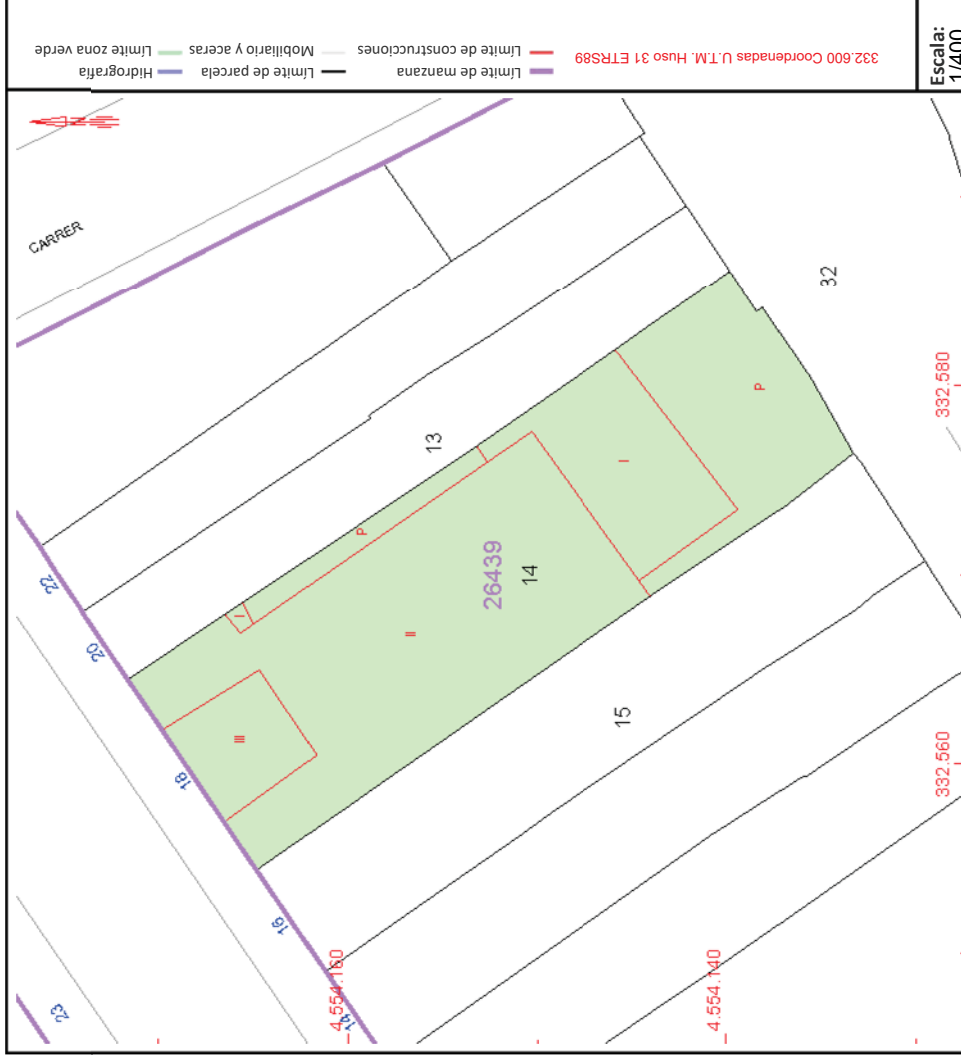 Límite de manzana
Límite de parcela
Hidrografía
Límite de construcciones
Mobiliario y aceras
Límite zona verde
332.600 Coordenadas U.T.M. Huso 31 ETRS89
Escala:
1/400
CARRER
22
20
18
16
14
23
13
26439
14
15
32
III
II
I
P
I
P
4.554.160
4.554.140
332.580
332.560